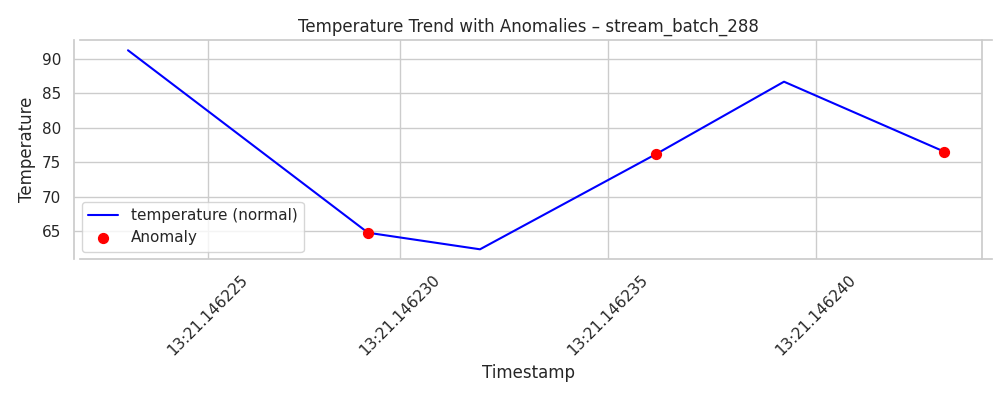 Temperature Trend with Anomalies – stream_batch_288
Temperature
90
85
80
75
70
65
temperature (normal)
Anomaly
13:21.146225
13:21.146230
13:21.146235
13:21.146240
Timestamp